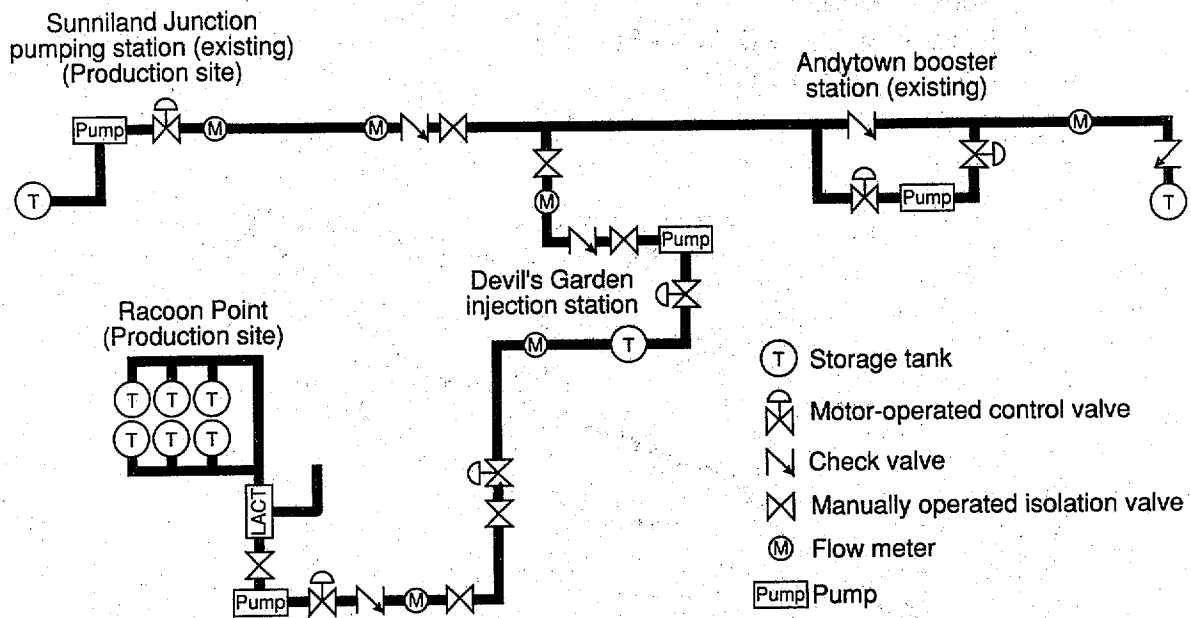 Sunniland Junction
pumping station (existing)
(Production site)
Andytown booster
station (existing)
Pump
M
M
M
T
M
Pump
T
Pump
Devil's Garden
injection station
Racoon Point
(Production site)
M
T
T T T
T T T
LACT
Pump
M
T Storage tank
Motor-operated control valve
Check valve
Manually operated isolation valve
M Flow meter
Pump Pump